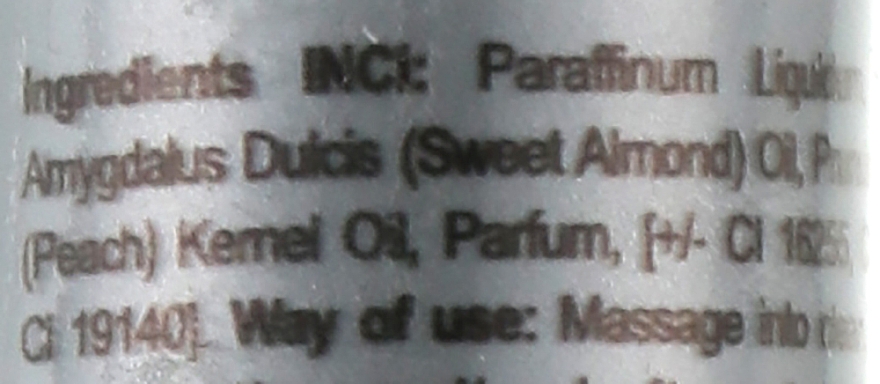 Ingredients INCI: Paraffinum
Amygdalus Dulcis (Sweet Almond) Oil,
(Peach) Kernel Oil, Parfum, [+/- CI 16255,
CI 19140]. Way of use: Massage into